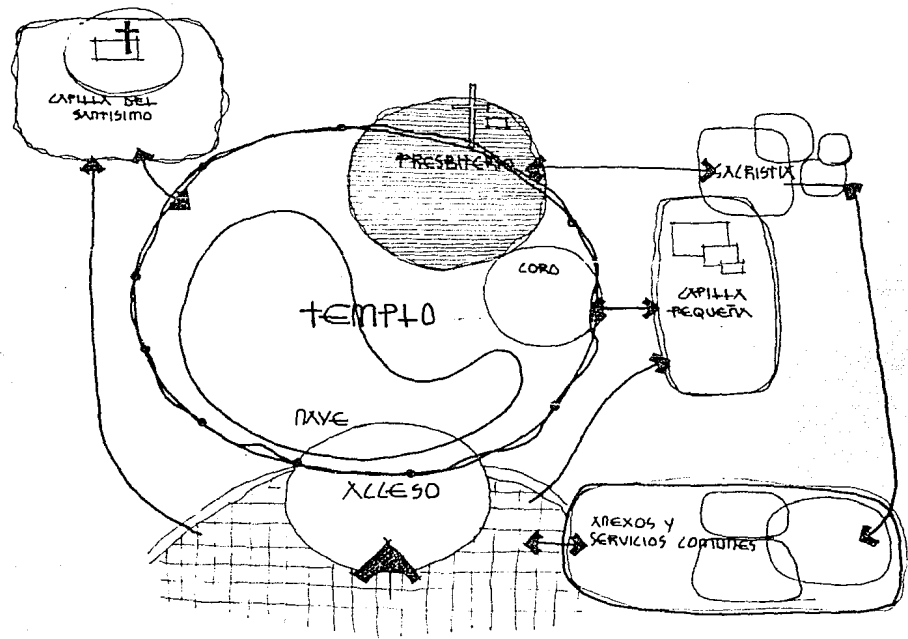 CAPILLA DEL
SANTISIMO
PRESBITERIO
SACRISTIA
CORO
CAPILLA
PEQUEÑA
TEMPLO
NAVE
ACCESO
ANEXOS Y
SERVICIOS COMUNES